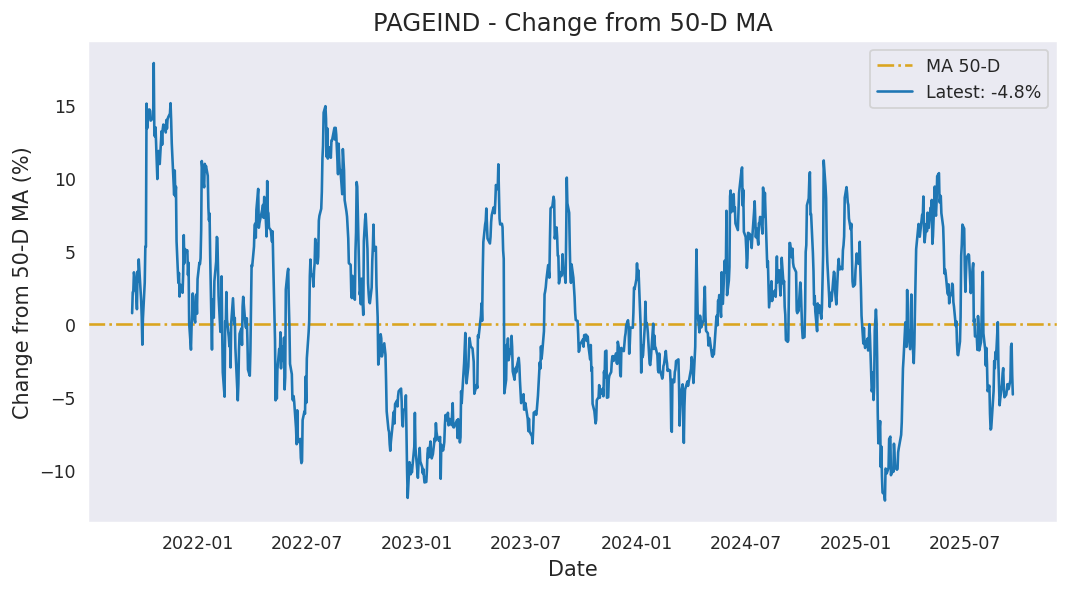 PAGEIND - Change from 50-D MA
MA 50-D
Latest: -4.8%
Change from 50-D MA (%)
15
10
5
0
−5
−10
2022-01
2022-07
2023-01
2023-07
2024-01
2024-07
2025-01
2025-07
Date